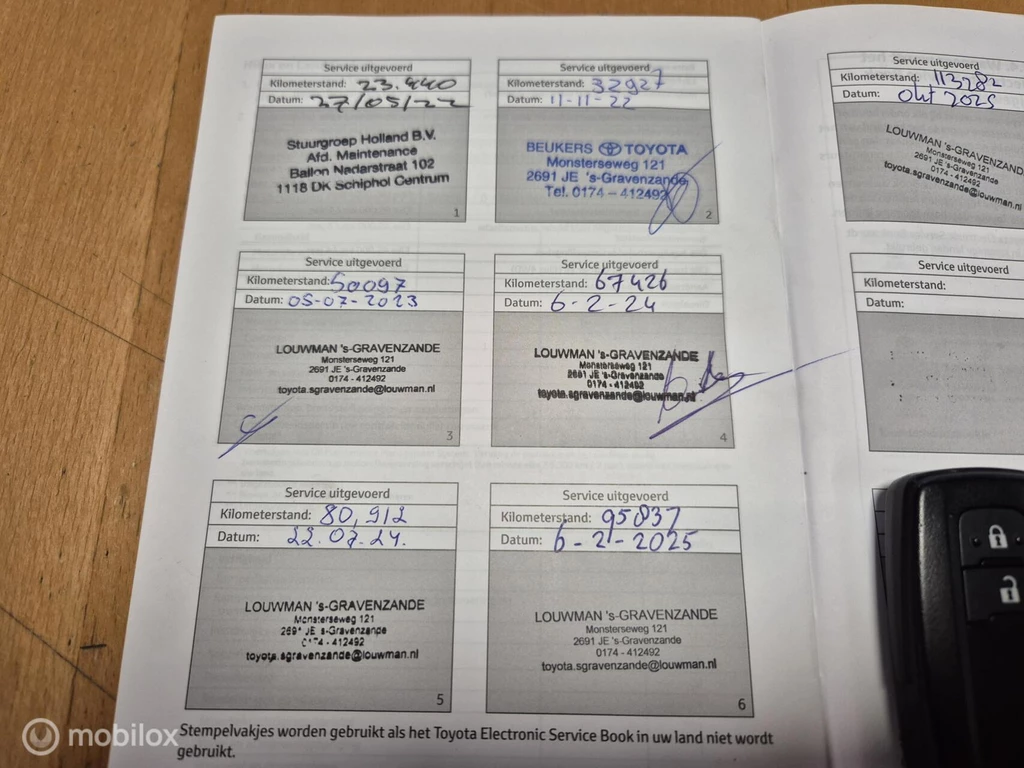 Service uitgevoerd
Kilometerstand: 23.440
Datum: 27/05/22
Stuurgroep Holland B.V.
Afd. Maintenance
Ballon Nadarstraat 102
1118 DK Schiphol Centrum
1
Service uitgevoerd
Kilometerstand: 32927
Datum: 11-11-22
BEUKERS TOYOTA
Monsterseweg 121
2691 JE 's-Gravenzande
Tel. 0174 - 412492
2
Service uitgevoerd
Kilometerstand: 50097
Datum: 05-07-2023
LOUWMAN 's-GRAVENZANDE
Monsterseweg 121
2691 JE 's-Gravenzande
0174 - 412492
toyota.sgravenzande@louwman.nl
3
Service uitgevoerd
Kilometerstand: 67426
Datum: 6-2-24
LOUWMAN 's-GRAVENZANDE
Monsterseweg 121
2691 JE 's-Gravenzande
0174 - 412492
toyota.sgravenzande@louwman.nl
4
Service uitgevoerd
Kilometerstand: 80,912
Datum: 22.07.24.
LOUWMAN 's-GRAVENZANDE
Monsterseweg 121
2691 JE 's-Gravenzande
0174 - 412492
toyota.sgravenzande@louwman.nl
5
Service uitgevoerd
Kilometerstand: 95837
Datum: 6-2-2025
LOUWMAN 's-GRAVENZANDE
Monsterseweg 121
2691 JE 's-Gravenzande
0174 - 412492
toyota.sgravenzande@louwman.nl
6
Stempelvakjes worden gebruikt als het Toyota Electronic Service Book in uw land niet wordt
gebruikt.
Service uitgevoerd
Kilometerstand: 113282
Datum: Okt 2025
LOUWMAN 's-GRAVENZAND
Monsterseweg 121
2691 JE 's-Gravenzande
0174 - 412492
toyota.sgravenzande@louwman.nl
Service uitgevoerd
Kilometerstand:
Datum:
mobilox